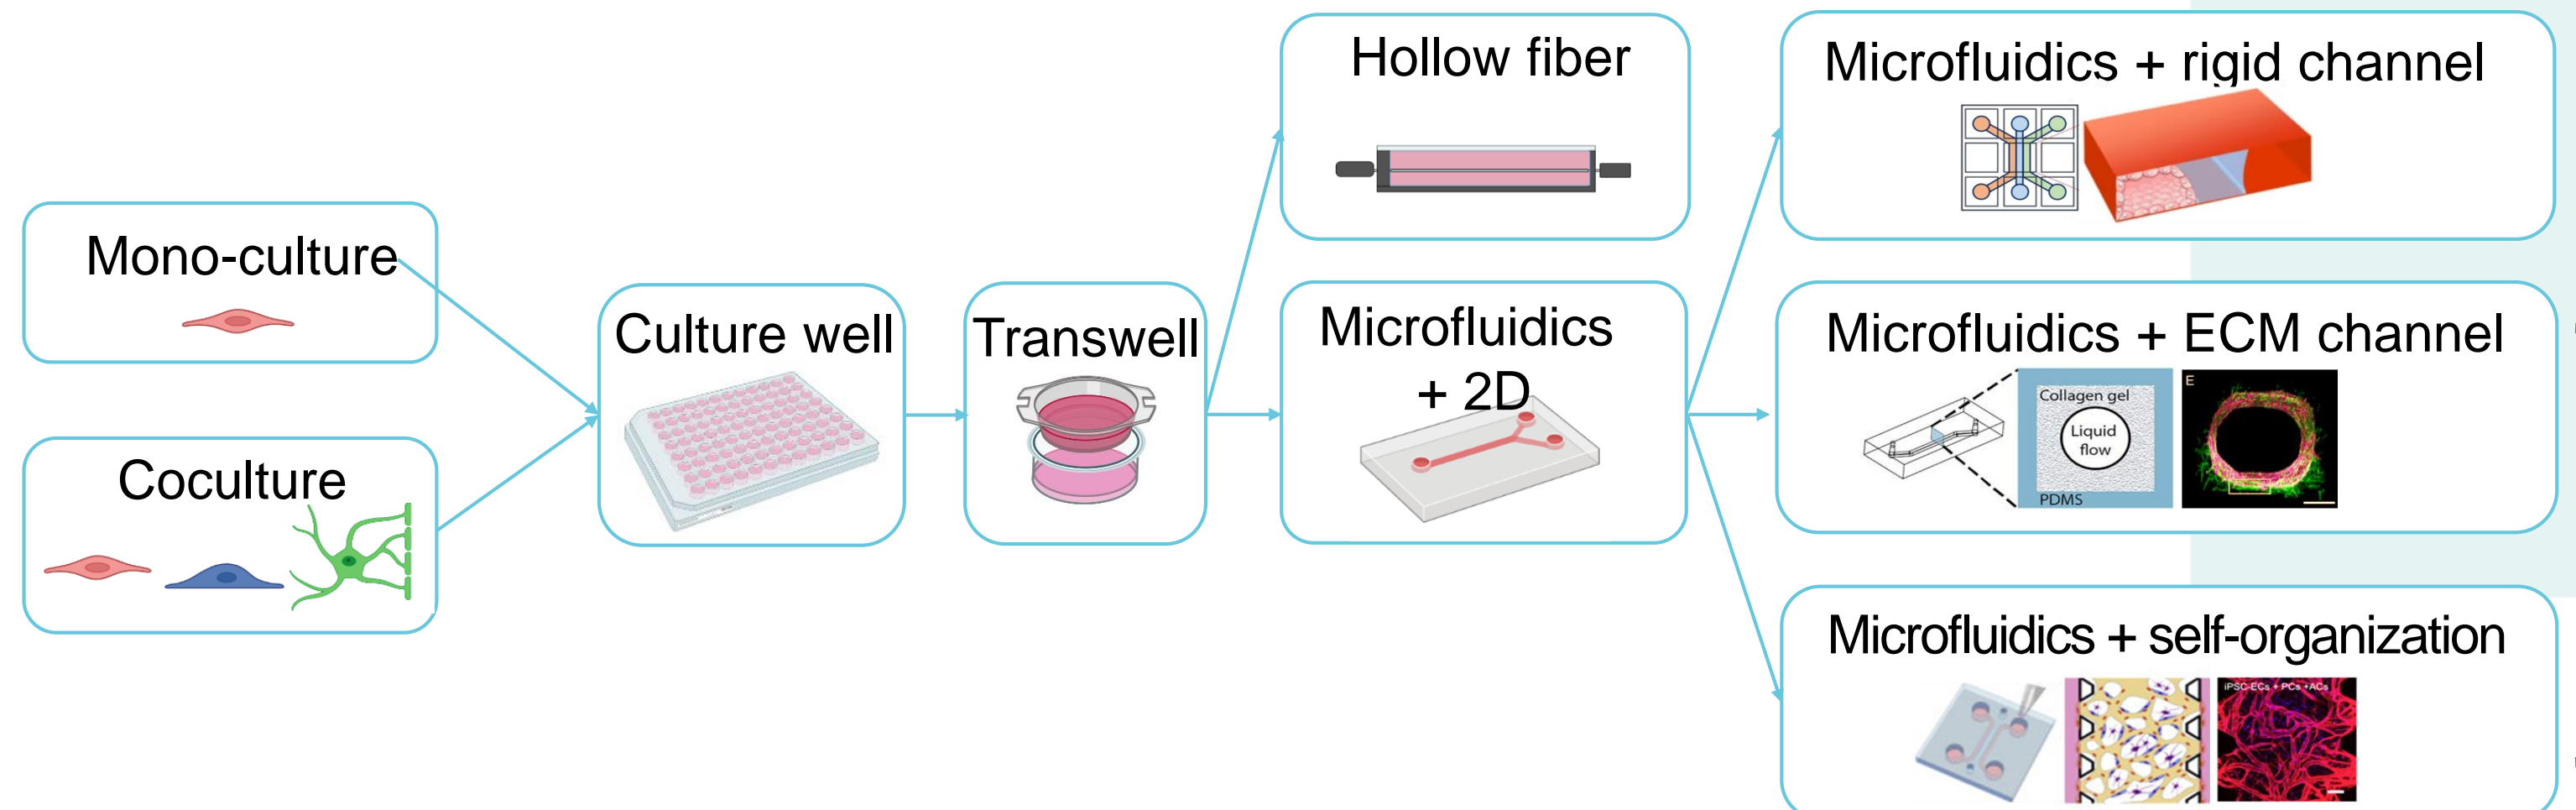 Mono-culture
Coculture
Culture well
Transwell
Hollow fiber
Microfluidics
+ 2D
Microfluidics + rigid channel
Microfluidics + ECM channel
Collagen gel
Liquid
flow
PDMS
E
Microfluidics + self-organization
iPSC-ECs + PCs +ACs